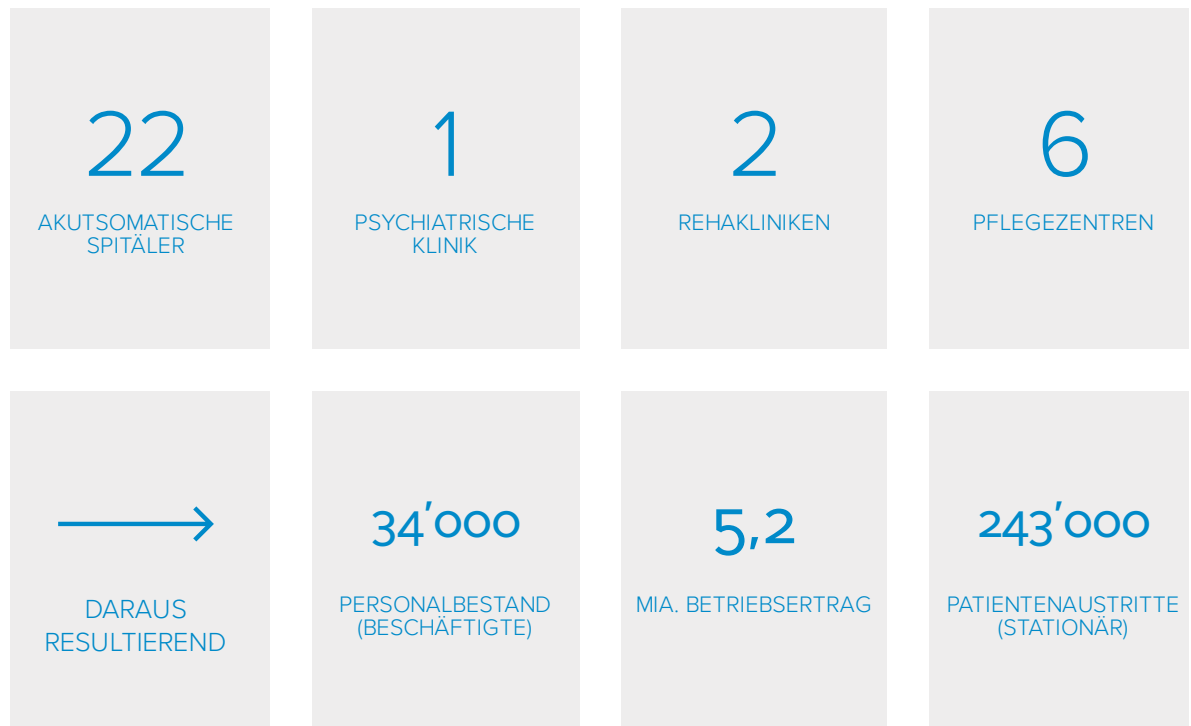 22
AKUTSOMATISCHE
SPITÄLER
1
PSYCHIATRISCHE
KLINIK
2
REHAKLINIKEN
6
PFLEGEZENTREN
DARAUS
RESULTIEREND
34’000
PERSONALBESTAND
(BESCHÄFTIGTE)
5,2
MIA. BETRIEBSERTRAG
243’000
PATIENTENAUSTRITTE
(STATIONÄR)